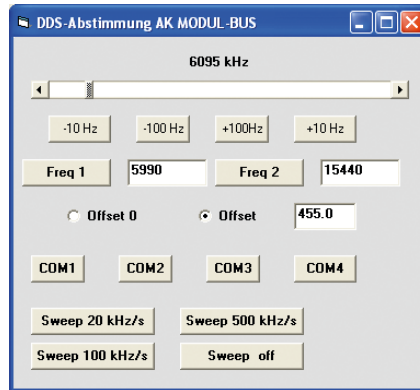 DDS-Abstimmung AK MODUL-BUS
6095 kHz
-10 Hz -100 Hz +100Hz +10 Hz
Freq 1 5990 Freq 2 15440
Offset 0 Offset 455.0
COM1 COM2 COM3 COM4
Sweep 20 kHz/s Sweep 500 kHz/s
Sweep 100 kHz/s Sweep off